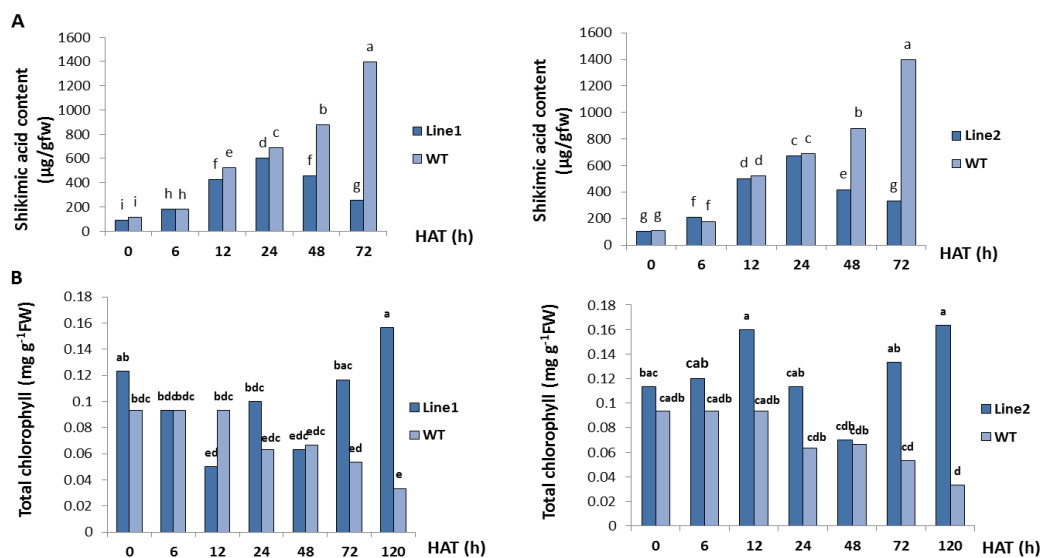 A
Shikimic acid content
(µg/gfw)
1600
1400
1200
1000
800
600
400
200
0
i
i
h
h
f
e
d
c
f
b
g
a
0 6 12 24 48 72
HAT (h)
Line1
WT
Shikimic acid content
(µg/gfw)
1600
1400
1200
1000
800
600
400
200
0
g
g
f
f
d
d
c
c
e
b
g
a
0 6 12 24 48 72
HAT (h)
Line2
WT
B
Total chlorophyll (mg g-1FW)
0.18
0.16
0.14
0.12
0.1
0.08
0.06
0.04
0.02
0
ab
bdc
bdc
bdc
ed
bdc
bdc
edc
edc
edc
bac
ed
a
e
0 6 12 24 48 72 120
HAT (h)
Line1
WT
Total chlorophyll (mg g-1FW)
0.18
0.16
0.14
0.12
0.1
0.08
0.06
0.04
0.02
0
bac
cadb
cab
cadb
a
cadb
cab
cdb
cdb
cdb
ab
cd
a
d
0 6 12 24 48 72 120
HAT (h)
Line2
WT